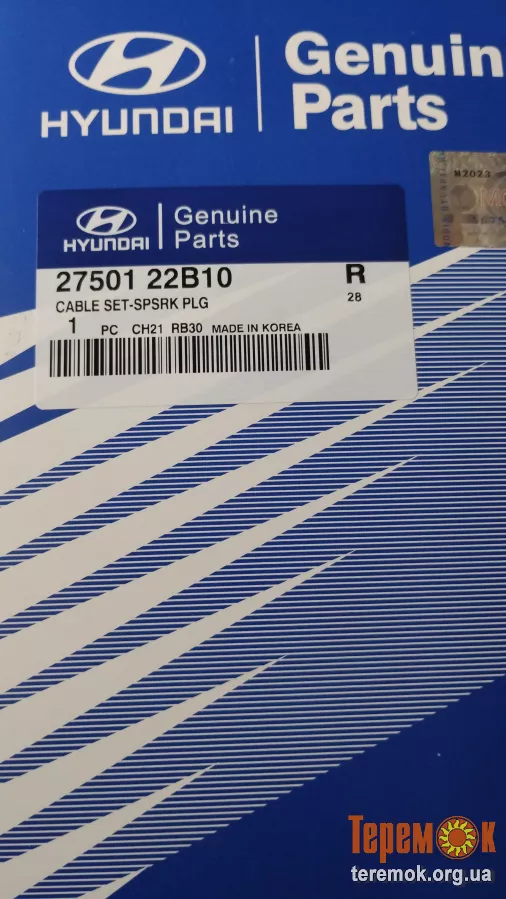 HYUNDAI
Genuin
Parts
M2023
HYUNDAI
Genuine
Parts
27501 22B10
R
CABLE SET-SPSRK PLG
28
1 PC CH21 RB30 MADE IN KOREA
ТеремОк
teremok.org.ua